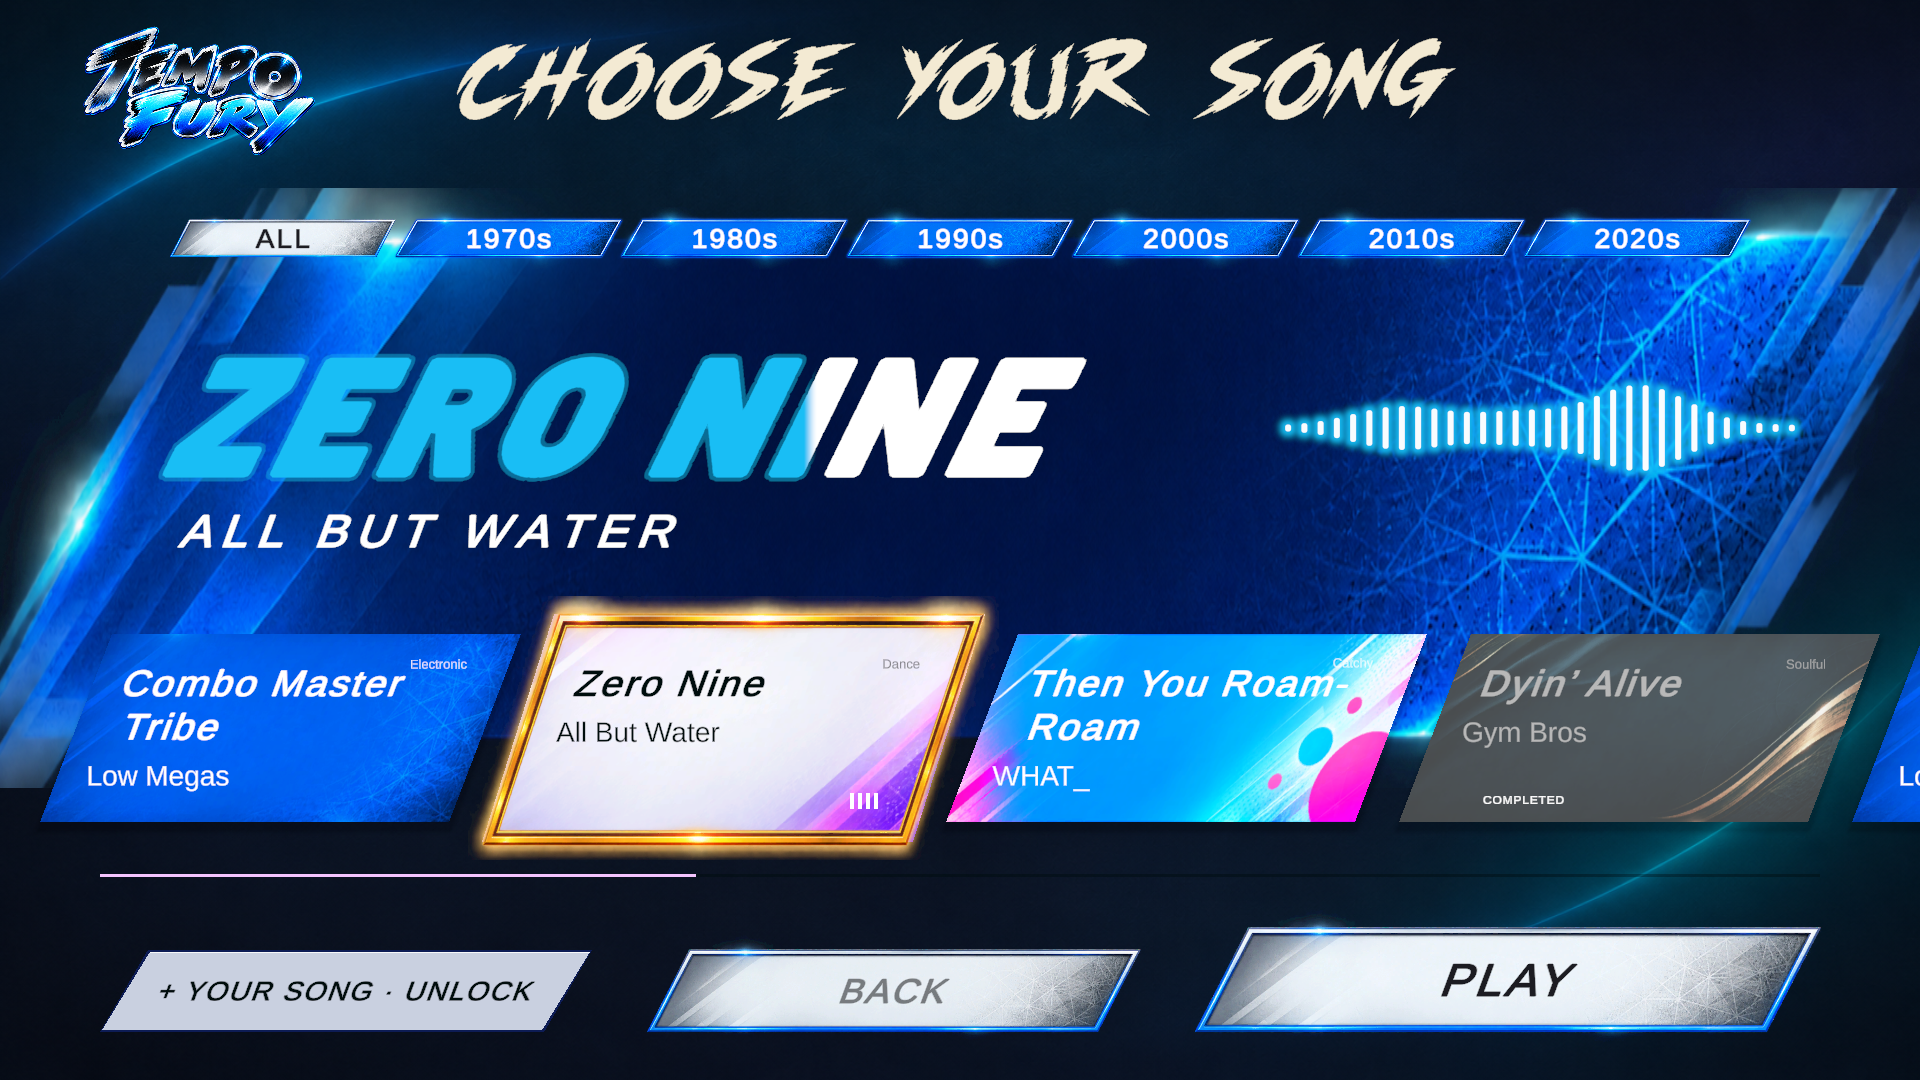 TEMPO
FURY
CHOOSE YOUR SONG
ALL
1970s
1980s
1990s
2000s
2010s
2020s
ZERO NINE
ALL BUT WATER
Combo Master
Tribe
Electronic
Low Megas
Zero Nine
Dance
All But Water
Then You Roam-
Roam
Catchy
WHAT_
Dyin' Alive
Soulful
Gym Bros
COMPLETED
Lo
+ YOUR SONG · UNLOCK
BACK
PLAY